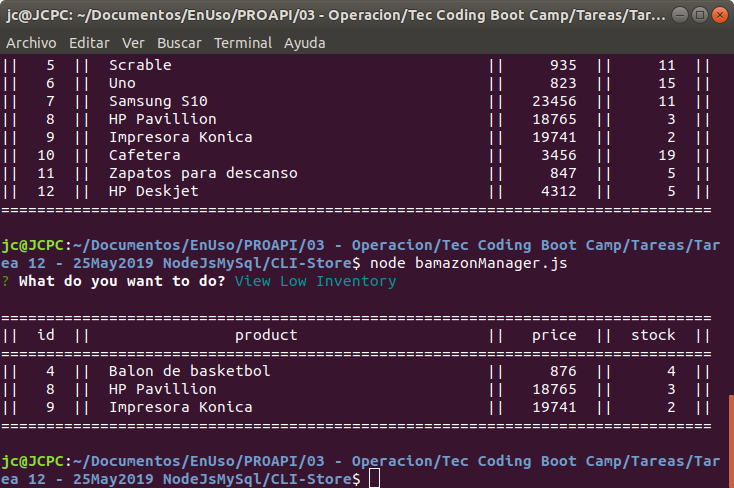 jc@JCPC: ~/Documentos/EnUso/PROAPI/03 - Operacion/Tec Coding Boot Camp/Tareas/Tar...
Archivo Editar Ver Buscar Terminal Ayuda
||   5  ||  Scrable                                   ||     935  ||     11  ||
||   6  ||  Uno                                       ||     823  ||     15  ||
||   7  ||  Samsung S10                               ||   23456  ||     11  ||
||   8  ||  HP Pavillion                              ||   18765  ||      3  ||
||   9  ||  Impresora Konica                          ||   19741  ||      2  ||
||  10  ||  Cafetera                                  ||    3456  ||     19  ||
||  11  ||  Zapatos para descanso                     ||     847  ||      5  ||
||  12  ||  HP Deskjet                                ||    4312  ||      5  ||
===============================================================================
jc@JCPC:~/Documentos/EnUso/PROAPI/03 - Operacion/Tec Coding Boot Camp/Tareas/Tar
ea 12 - 25May2019 NodeJsMySql/CLI-Store$ node bamazonManager.js
? What do you want to do? View Low Inventory
===============================================================================
||  id  ||                product                     ||   price  ||  stock  ||
===============================================================================
||   4  ||  Balon de basketbol                        ||     876  ||      4  ||
||   8  ||  HP Pavillion                              ||   18765  ||      3  ||
||   9  ||  Impresora Konica                          ||   19741  ||      2  ||
===============================================================================
jc@JCPC:~/Documentos/EnUso/PROAPI/03 - Operacion/Tec Coding Boot Camp/Tareas/Tar
ea 12 - 25May2019 NodeJsMySql/CLI-Store$